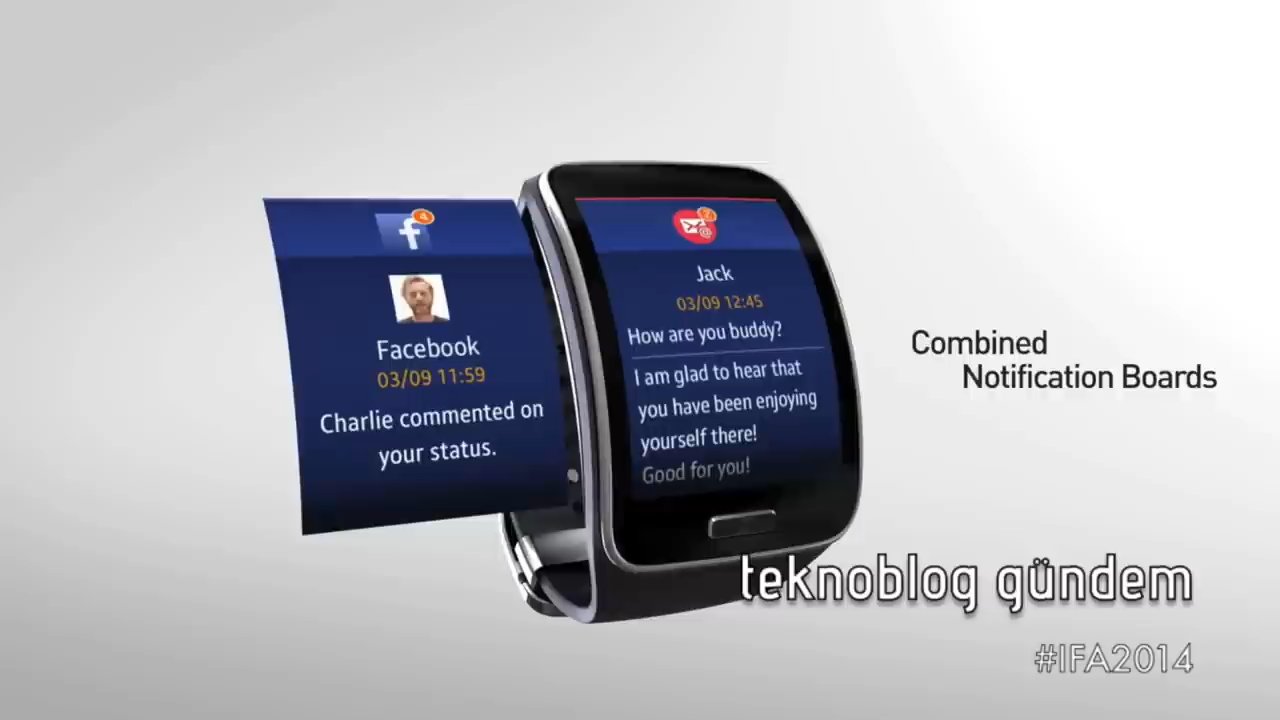 f
4
Facebook
03/09 11:59
Charlie commented on
your status.
2
@
Jack
03/09 12:45
How are you buddy?
I am glad to hear that
you have been enjoying
yourself there!
Good for you!
Combined
Notification Boards
teknoblog gündem
#IFA2014